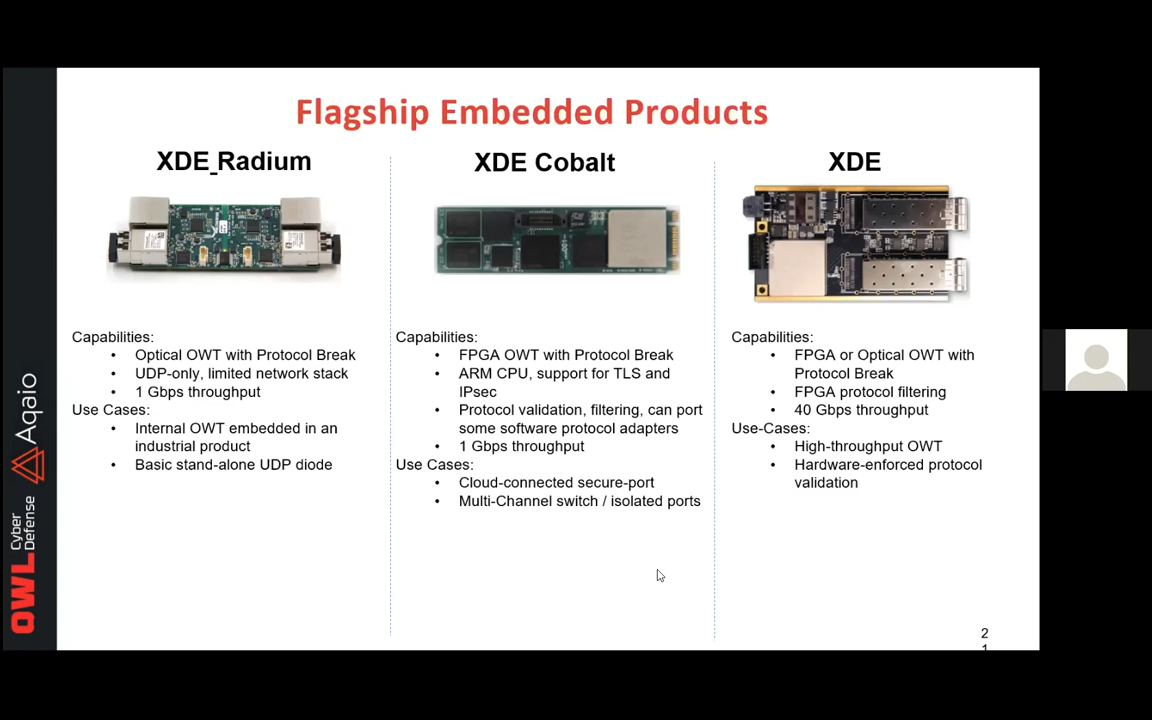 Flagship Embedded Products
XDE_Radium
Capabilities:
• Optical OWT with Protocol Break
• UDP-only, limited network stack
• 1 Gbps throughput
Use Cases:
• Internal OWT embedded in an
industrial product
• Basic stand-alone UDP diode
XDE Cobalt
Capabilities:
• FPGA OWT with Protocol Break
• ARM CPU, support for TLS and
IPsec
• Protocol validation, filtering, can port
some software protocol adapters
• 1 Gbps throughput
Use Cases:
• Cloud-connected secure-port
• Multi-Channel switch / isolated ports
XDE
Capabilities:
• FPGA or Optical OWT with
Protocol Break
• FPGA protocol filtering
• 40 Gbps throughput
Use-Cases:
• High-throughput OWT
• Hardware-enforced protocol
validation
OWL Cyber
Defense
Aqaio
2
1